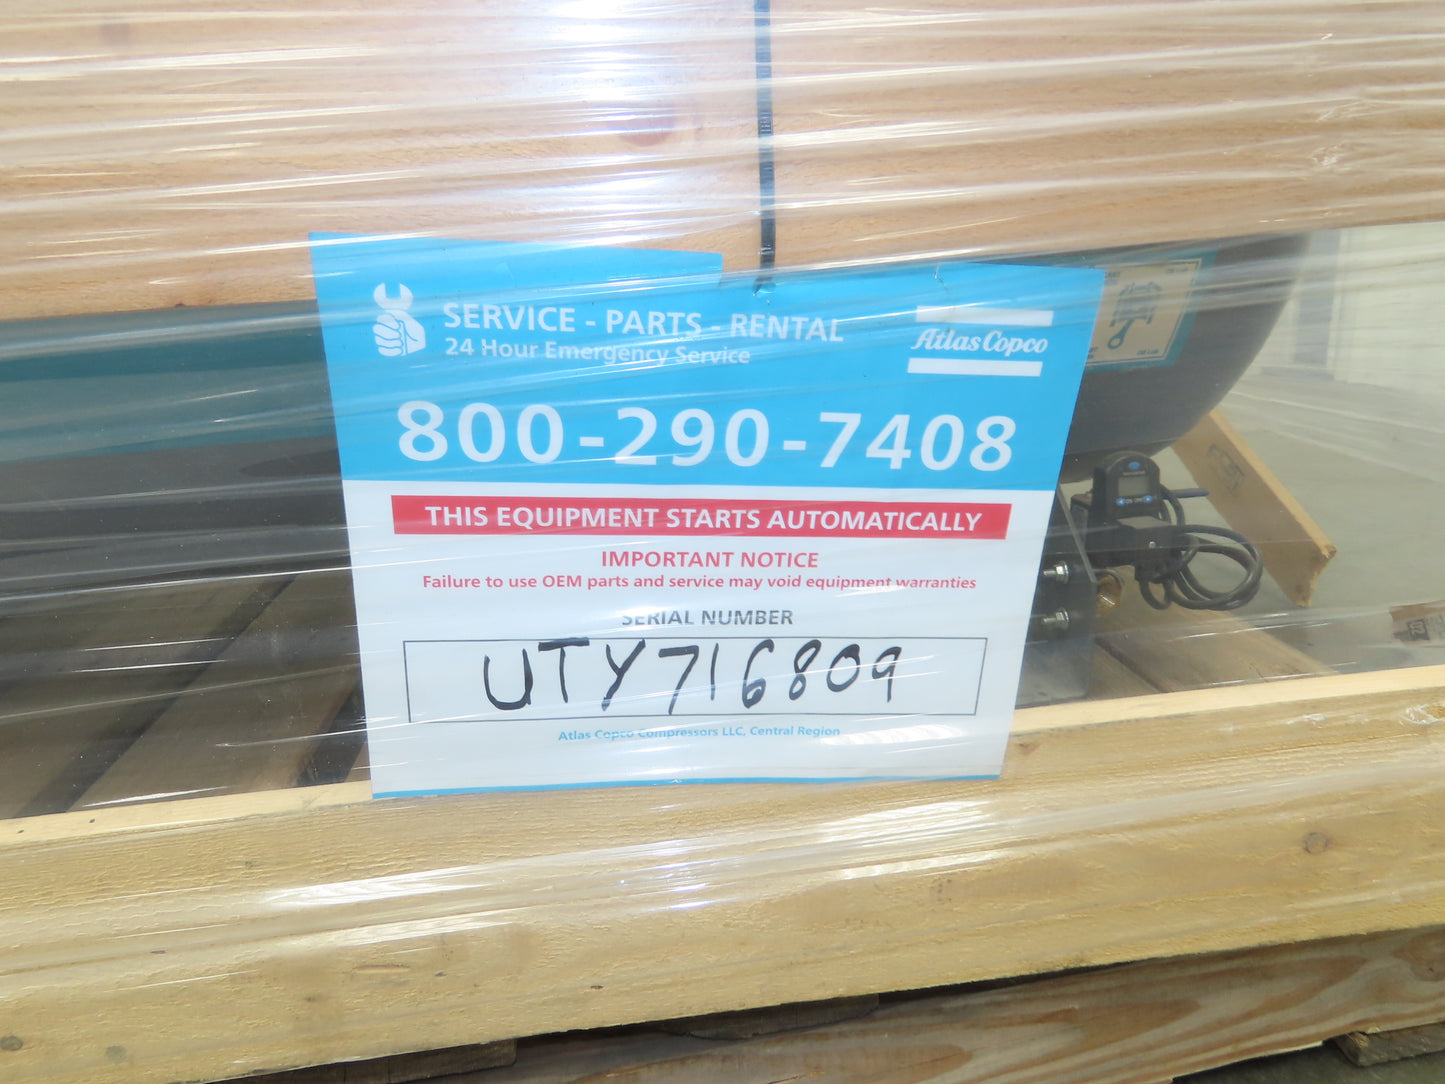 SERVICE - PARTS - RENTAL
24 Hour Emergency Service
Atlas Copco
800-290-7408
THIS EQUIPMENT STARTS AUTOMATICALLY
IMPORTANT NOTICE
Failure to use OEM parts and service may void equipment warranties
SERIAL NUMBER
UTY716809
Atlas Copco Compressors LLC, Central Region